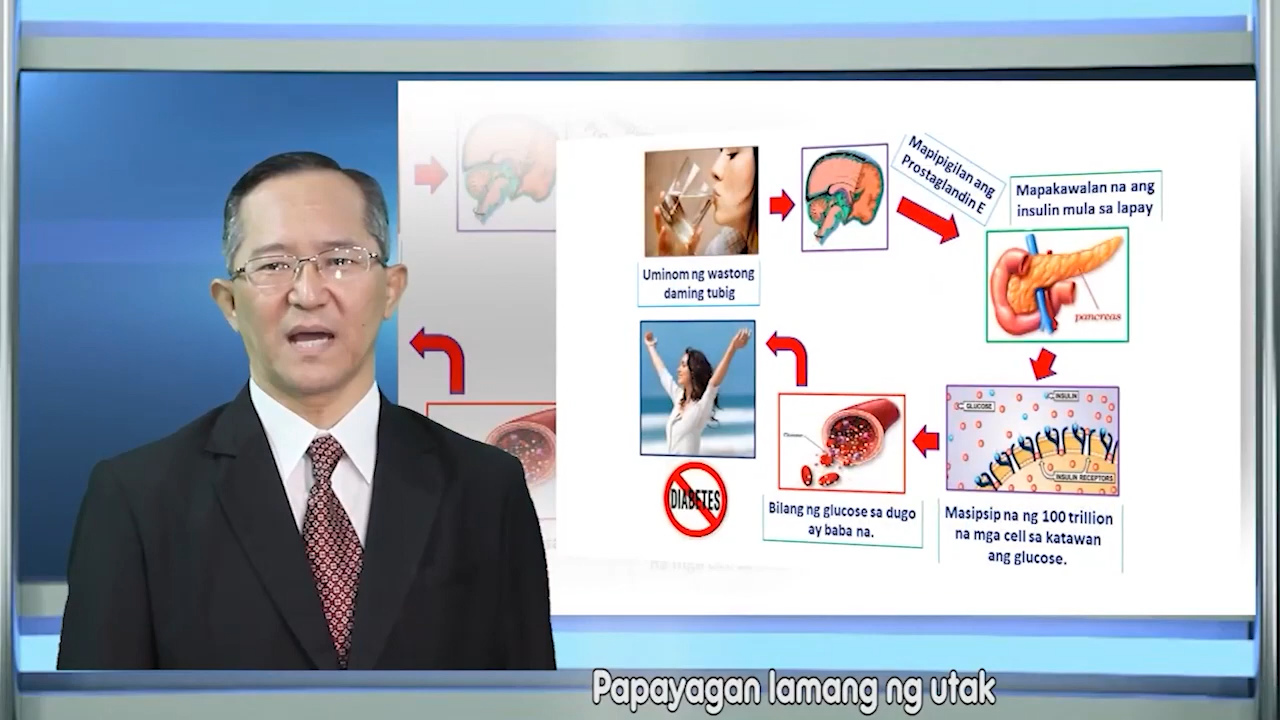 Mapipigilan ang
Prostaglandin E
Mapakawalan na ang
insulin mula sa lapay
Uminom ng wastong
daming tubig
pancreas
GLUCOSE
INSULIN
INSULIN RECEPTORS
DIABETES
Bilang ng glucose sa dugo
ay baba na.
Masipsip na ng 100 trillion
na mga cell sa katawan
ang glucose.
Papayagan lamang ng utak